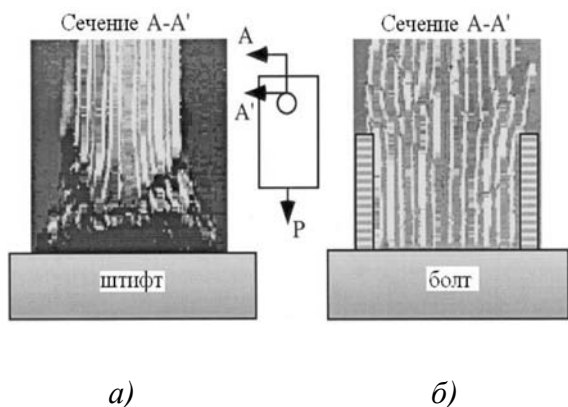 Сечение А-А'
Сечение А-А'
А
А'
Р
штифт
болт
а)
б)